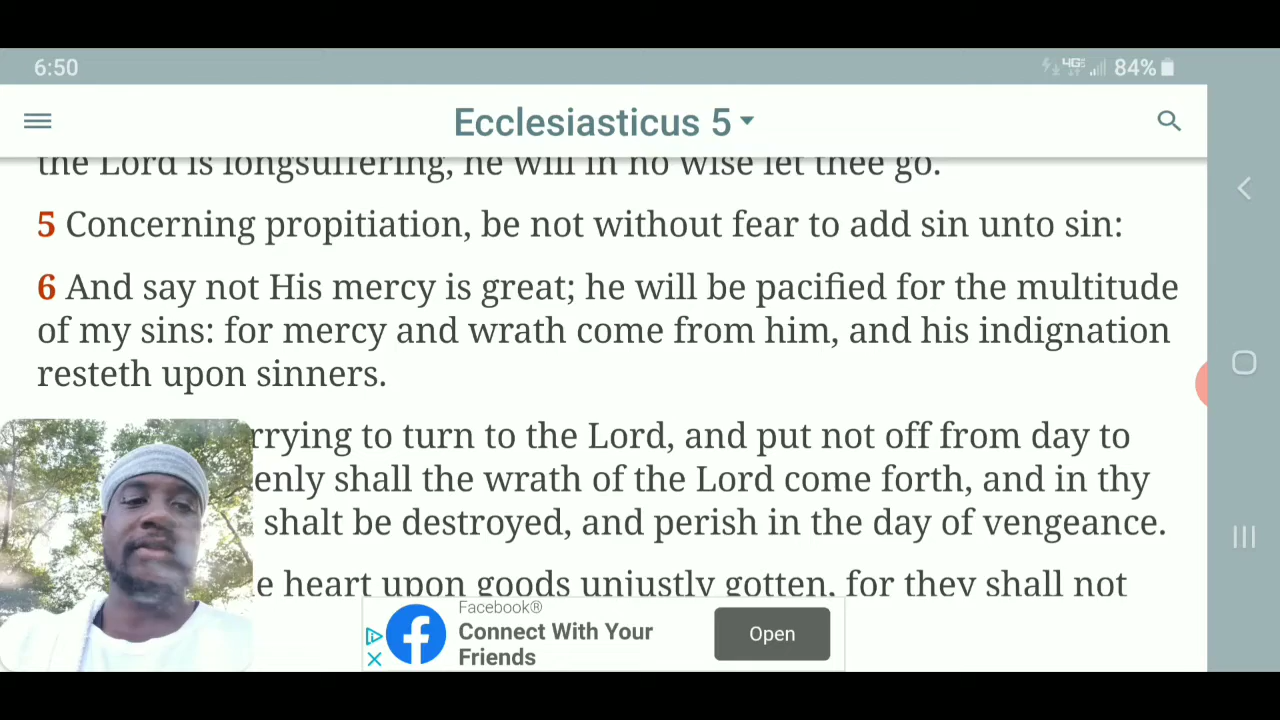 6:50
4G
84%
Ecclesiasticus 5
the Lord is longsuffering, he will in no wise let thee go.
5 Concerning propitiation, be not without fear to add sin unto sin:
6 And say not His mercy is great; he will be pacified for the multitude
of my sins: for mercy and wrath come from him, and his indignation
resteth upon sinners.
rrying to turn to the Lord, and put not off from day to
enly shall the wrath of the Lord come forth, and in thy
shalt be destroyed, and perish in the day of vengeance.
e heart upon goods unjustly gotten, for they shall not
Facebook®
Connect With Your
Friends
Open